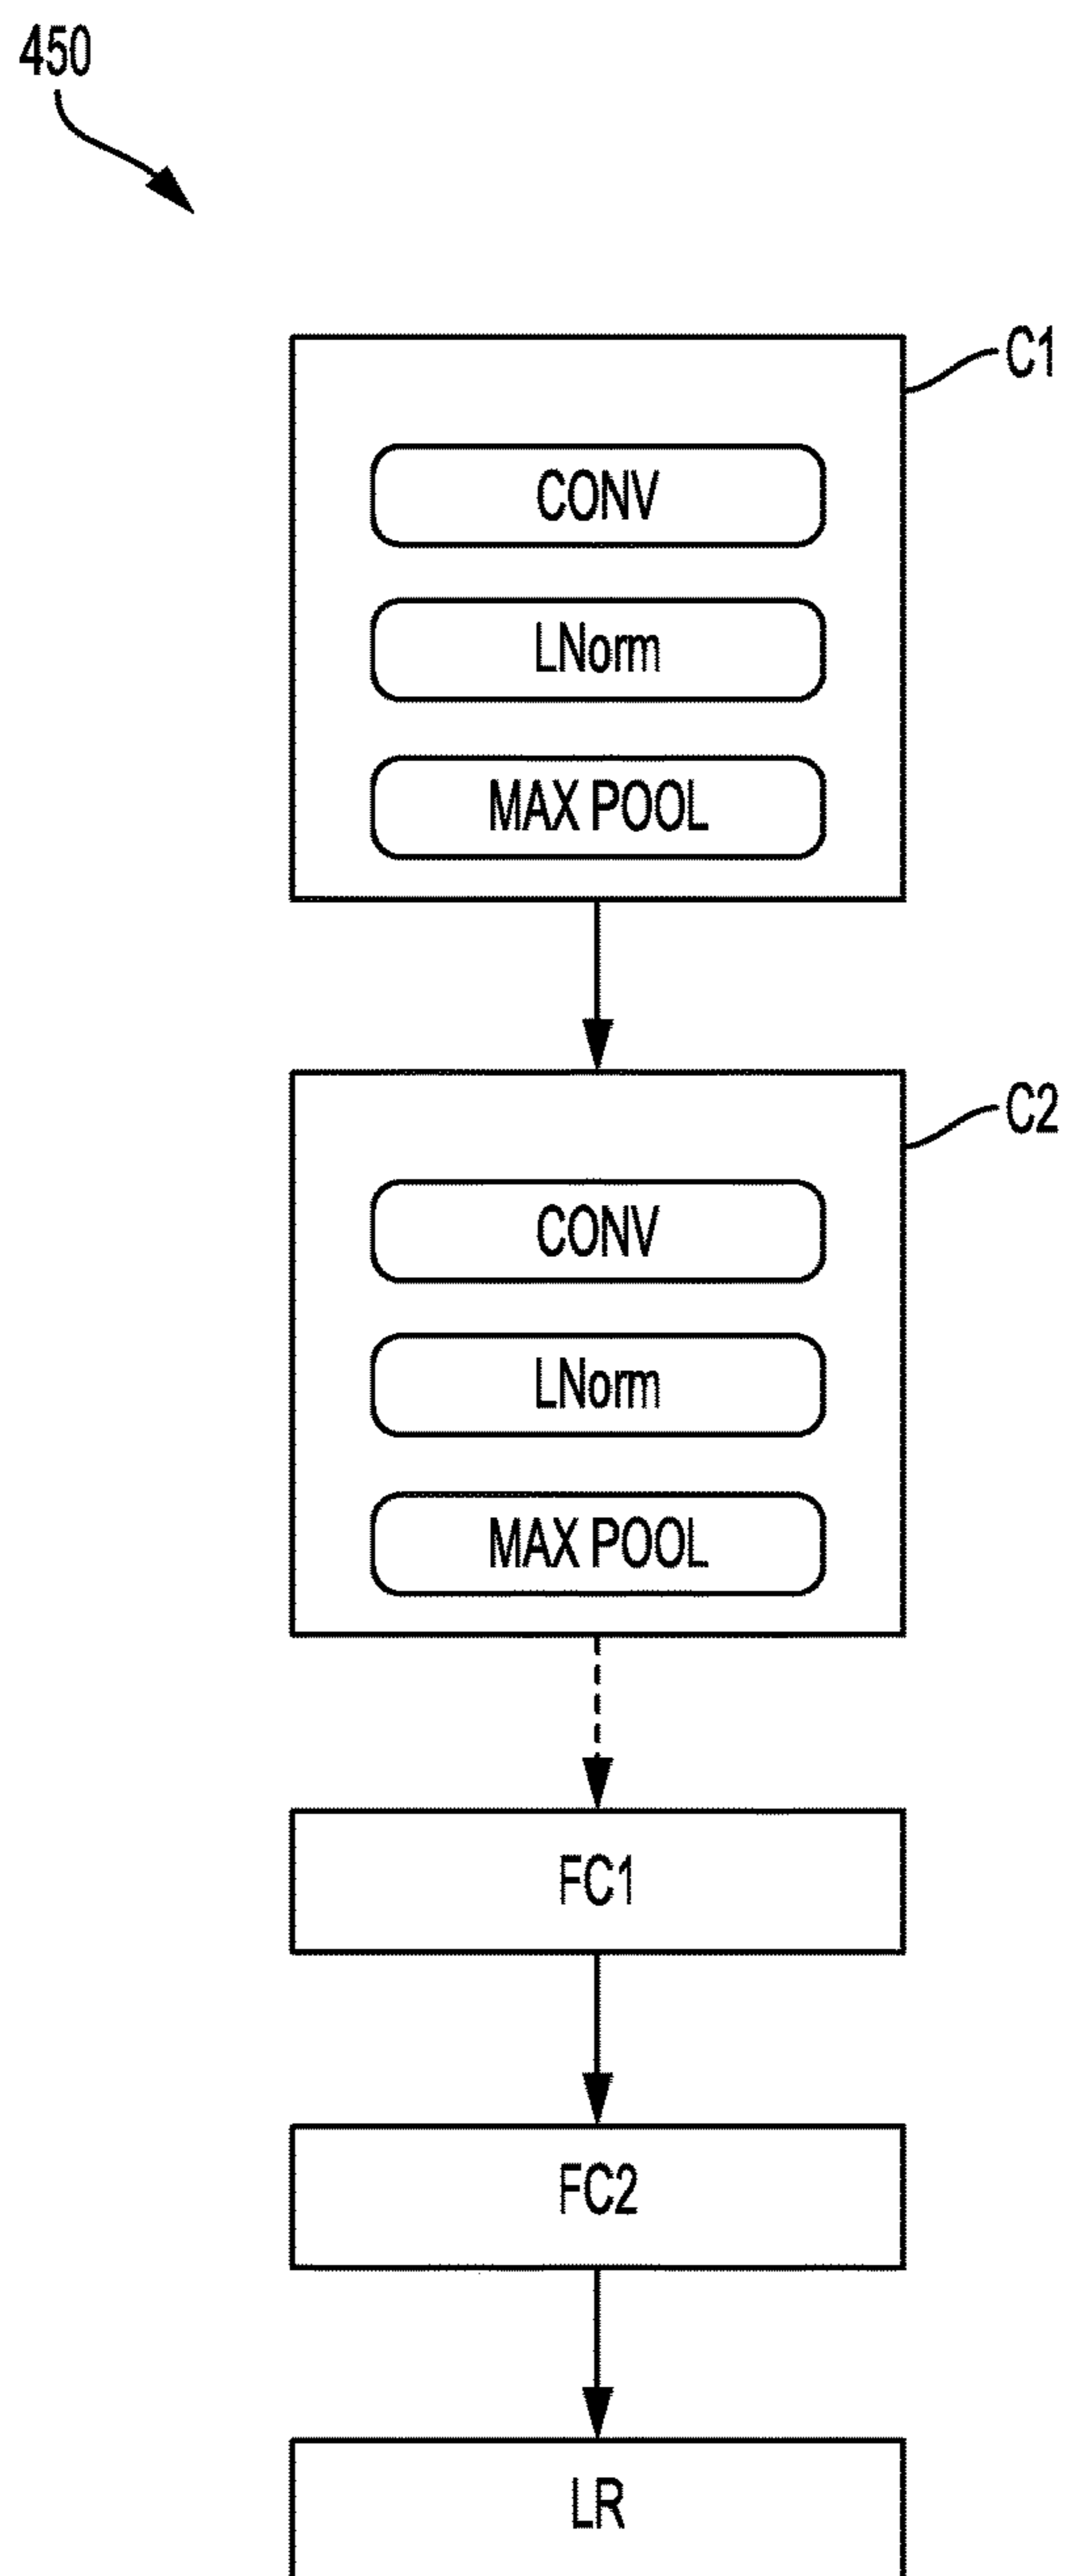 450
C1
CONV
LNorm
MAX POOL
C2
CONV
LNorm
MAX POOL
FC1
FC2
LR